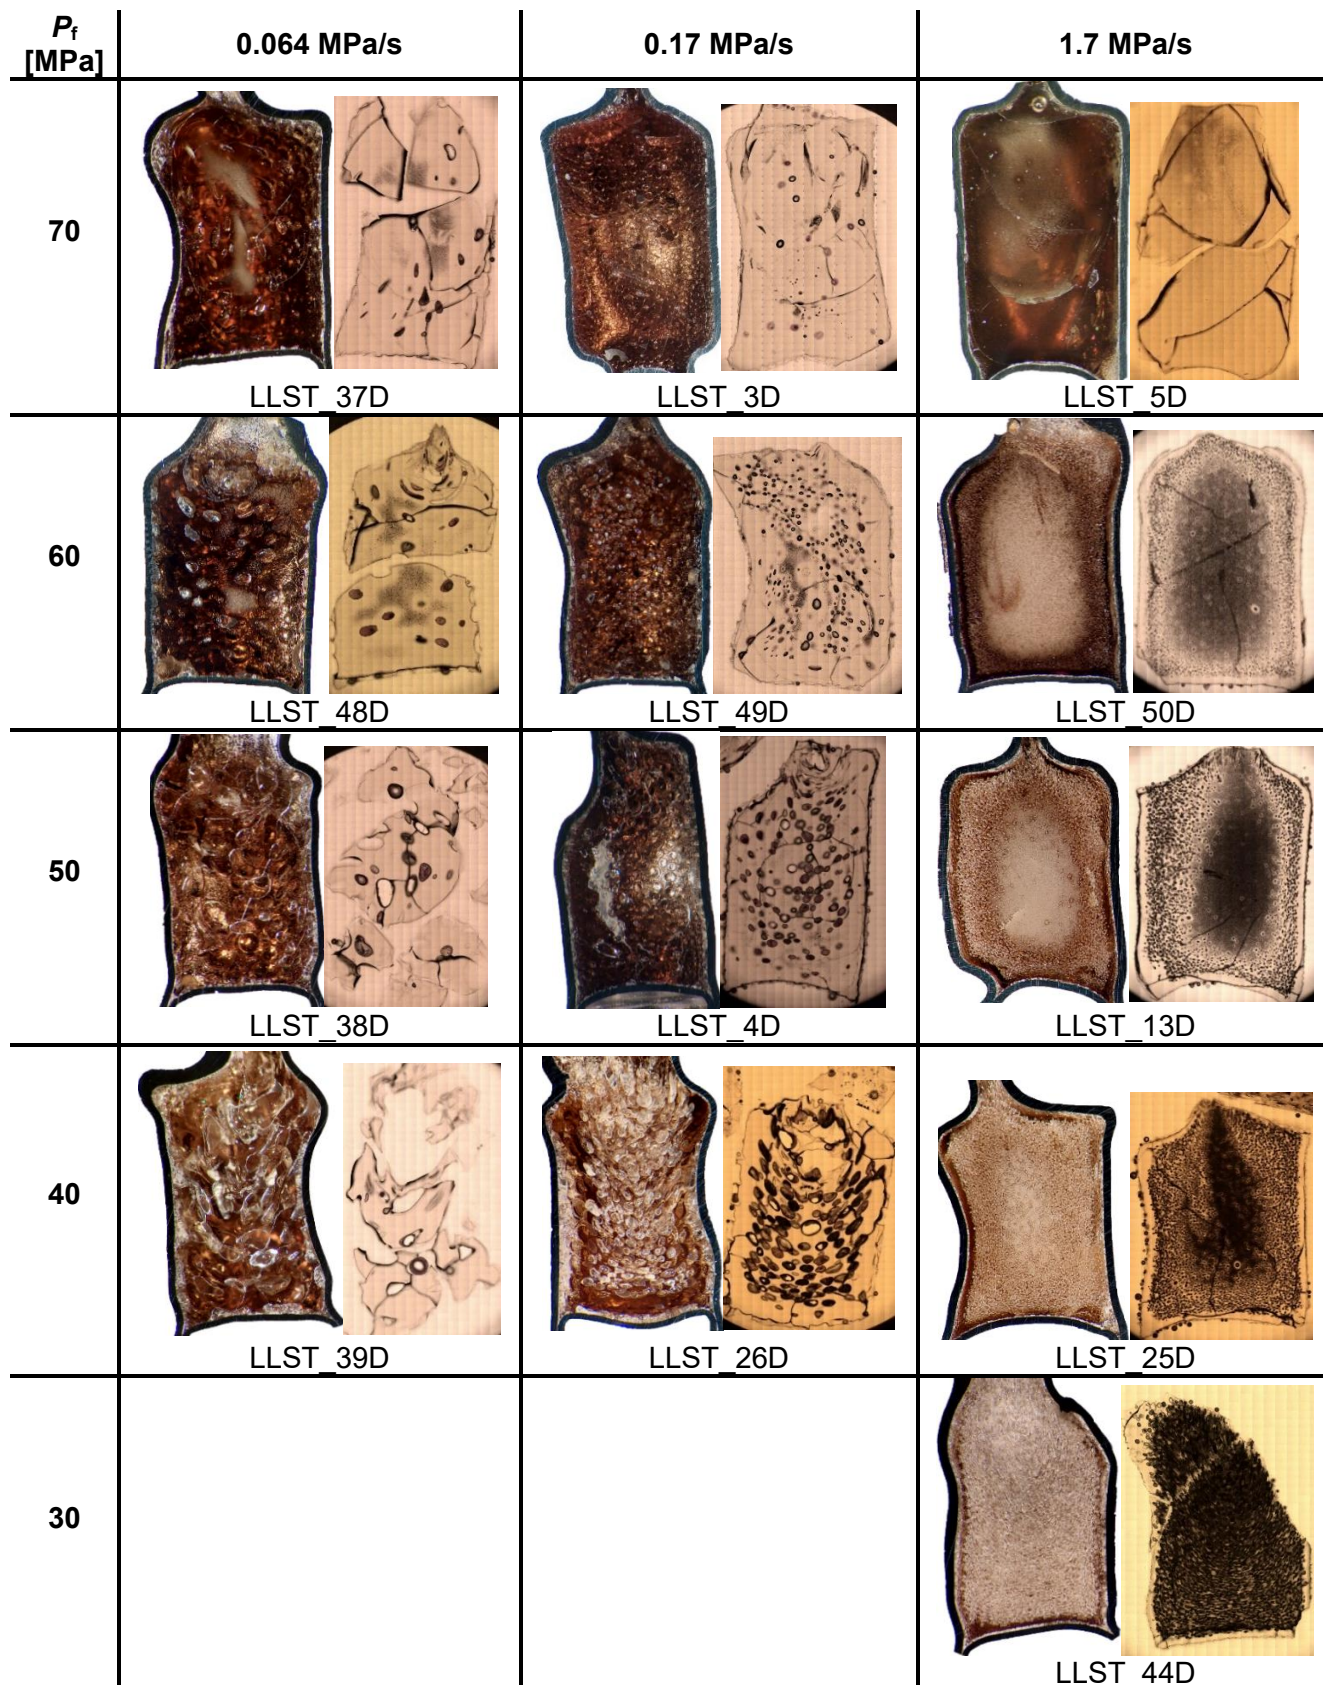 Pf
[MPa]
0.064 MPa/s
0.17 MPa/s
1.7 MPa/s
70
LLST_37D
LLST_3D
LLST_5D
60
LLST_48D
LLST_49D
LLST_50D
50
LLST_38D
LLST_4D
LLST_13D
40
LLST_39D
LLST_26D
LLST_25D
30
LLST_44D